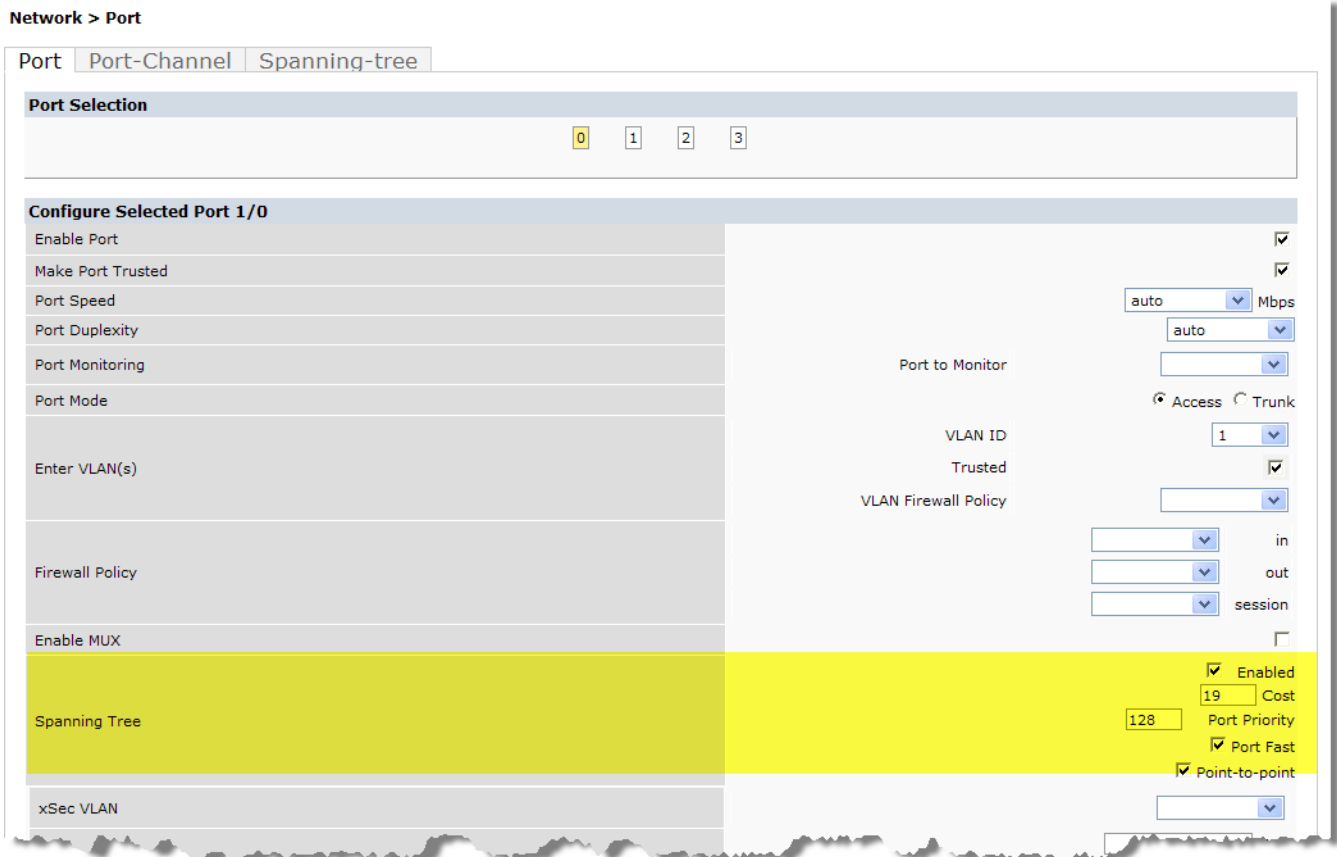 Network > Port
Port Port-Channel Spanning-tree
Port Selection
0 1 2 3
Configure Selected Port 1/0
Enable Port
Make Port Trusted
Port Speed auto Mbps
Port Duplexity auto
Port Monitoring Port to Monitor
Port Mode Access Trunk
Enter VLAN(s)
VLAN ID 1
Trusted
VLAN Firewall Policy
Firewall Policy
in
out
session
Enable MUX
Spanning Tree
Enabled
19 Cost
128 Port Priority
Port Fast
Point-to-point
xSec VLAN